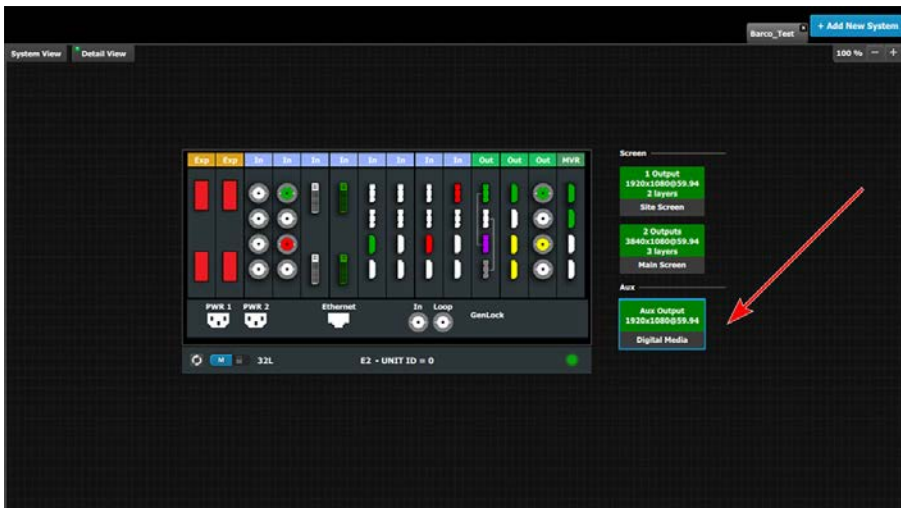 Barco_Test
+ Add New System
System View
Detail View
100 %
Exp Exp In In In In In In In In Out Out Out MVR
PWR 1 PWR 2 Ethernet In Loop GenLock
M 32L E2 - UNIT ID = 0
Screen
1 Output
1920x1080@59.94
2 layers
Site Screen
2 Outputs
3840x1080@59.94
3 layers
Main Screen
Aux
Aux Output
1920x1080@59.94
Digital Media